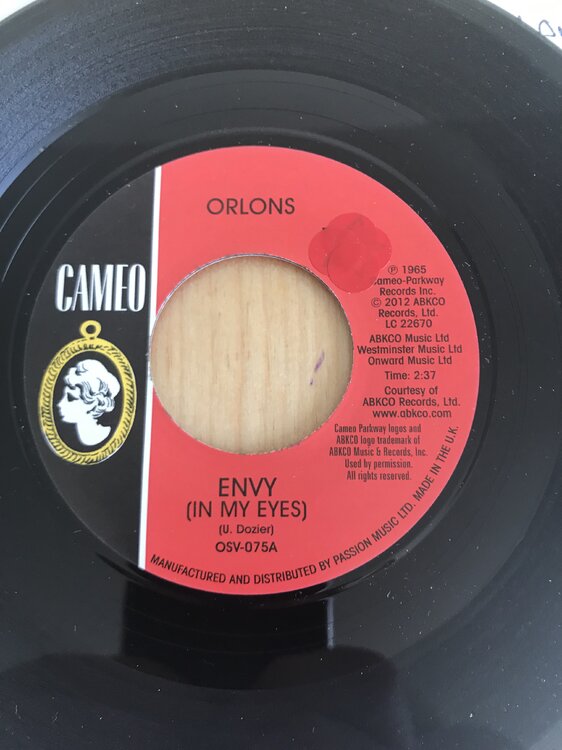 ORLONS
CAMEO
℗ 1965
Cameo-Parkway
Records Inc.
© 2012 ABKCO
Records, Ltd.
LC 22670
ABKCO Music Ltd
Westminster Music Ltd
Onward Music Ltd
Time: 2:37
Courtesy of
ABKCO Records, Ltd.
www.abkco.com
Cameo Parkway logos and
ABKCO logo trademark of
ABKCO Music & Records, Inc.
Used by permission.
All rights reserved.
ENVY
(IN MY EYES)
(U. Dozier)
OSV-075A
MANUFACTURED AND DISTRIBUTED BY PASSION MUSIC LTD. MADE IN THE U.K.